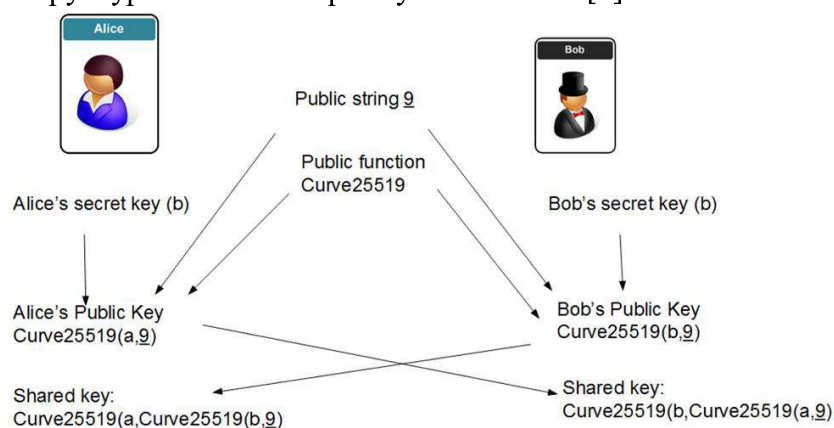 Alice
Bob
Public string 9
Public function
Curve25519
Alice's secret key (b)
Bob's secret key (b)
Alice's Public Key
Curve25519(a,9)
Bob's Public Key
Curve25519(b,9)
Shared key:
Curve25519(a,Curve25519(b,9)
Shared key:
Curve25519(b,Curve25519(a,9)